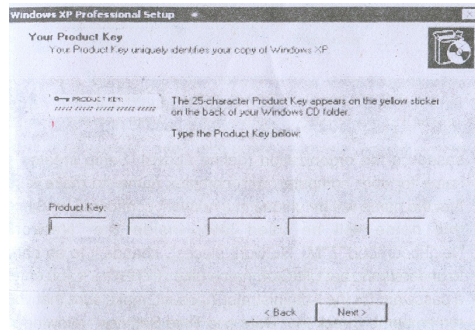 Windows XP Professional Setup
Your Product Key
Your Product Key uniquely identifies your copy of Windows XP.
PRODUCT KEY:
The 25-character Product Key appears on the yellow sticker
on the back of your Windows CD folder.
Type the Product Key below:
Product Key:
- - - -
< Back
Next >